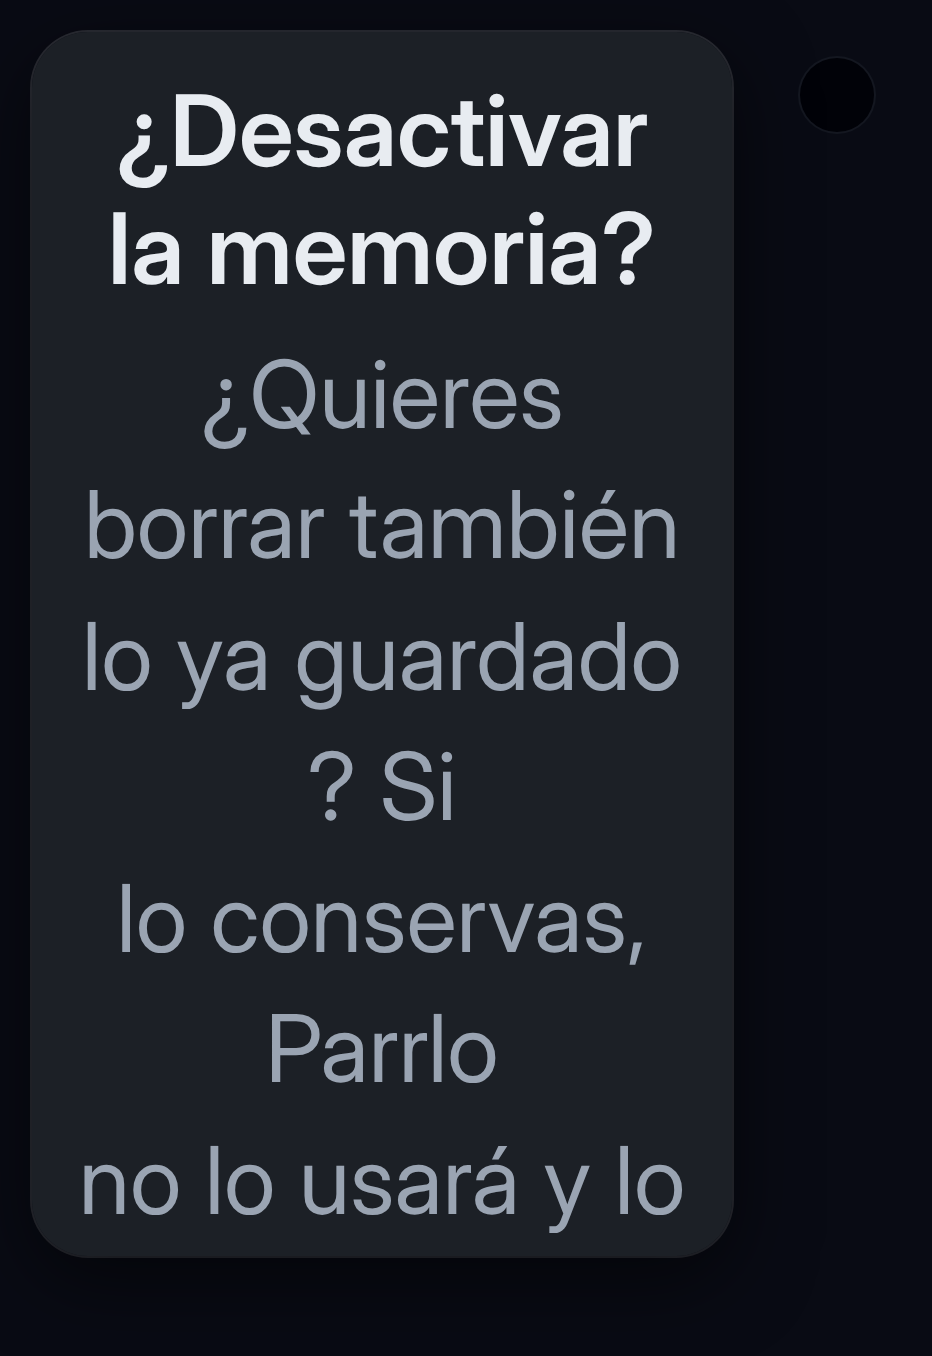 ¿Desactivar
la memoria?
¿Quieres
borrar también
lo ya guardado
? Si
lo conservas,
Parrlo
no lo usará y lo